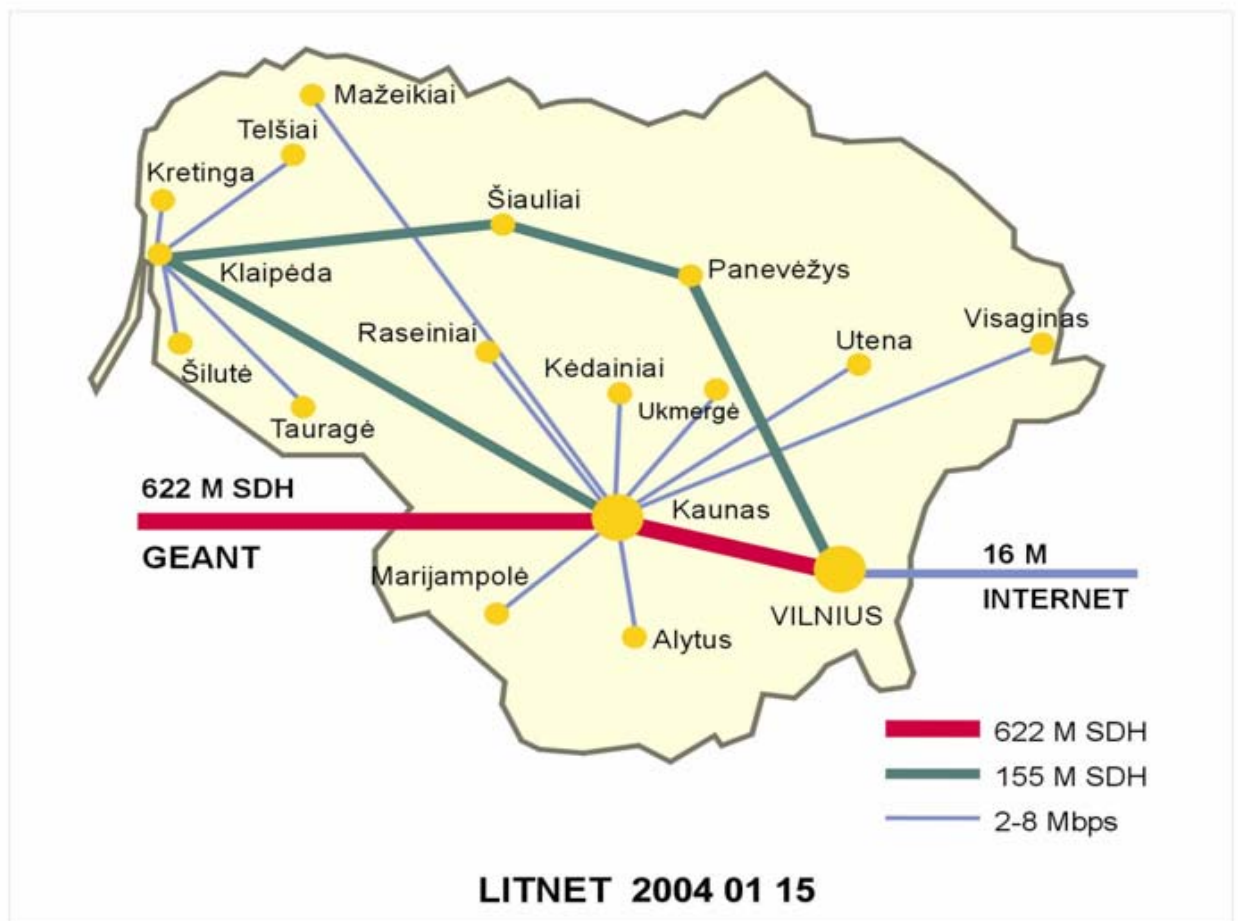 Mažeikiai
Telšiai
Kretinga
Šiauliai
Klaipėda
Panevėžys
Raseiniai
Visaginas
Utena
Kėdainiai
Šilutė
Ukmergė
Tauragė
622 M SDH
Kaunas
GEANT
16 M
Marijampolė
INTERNET
VILNIUS
Alytus
622 M SDH
155 M SDH
2-8 Mbps
LITNET 2004 01 15